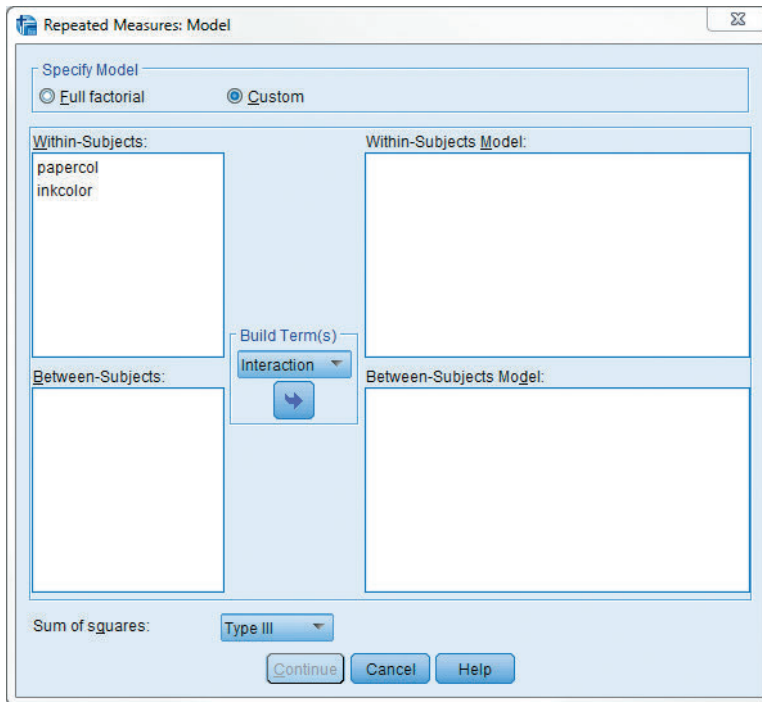 Repeated Measures: Model
Specify Model
Full factorial
Custom
Within-Subjects:
Within-Subjects Model:
papercol
inkcolor
Build Term(s)
Interaction
Between-Subjects:
Between-Subjects Model:
Sum of squares:
Type III
Continue
Cancel
Help